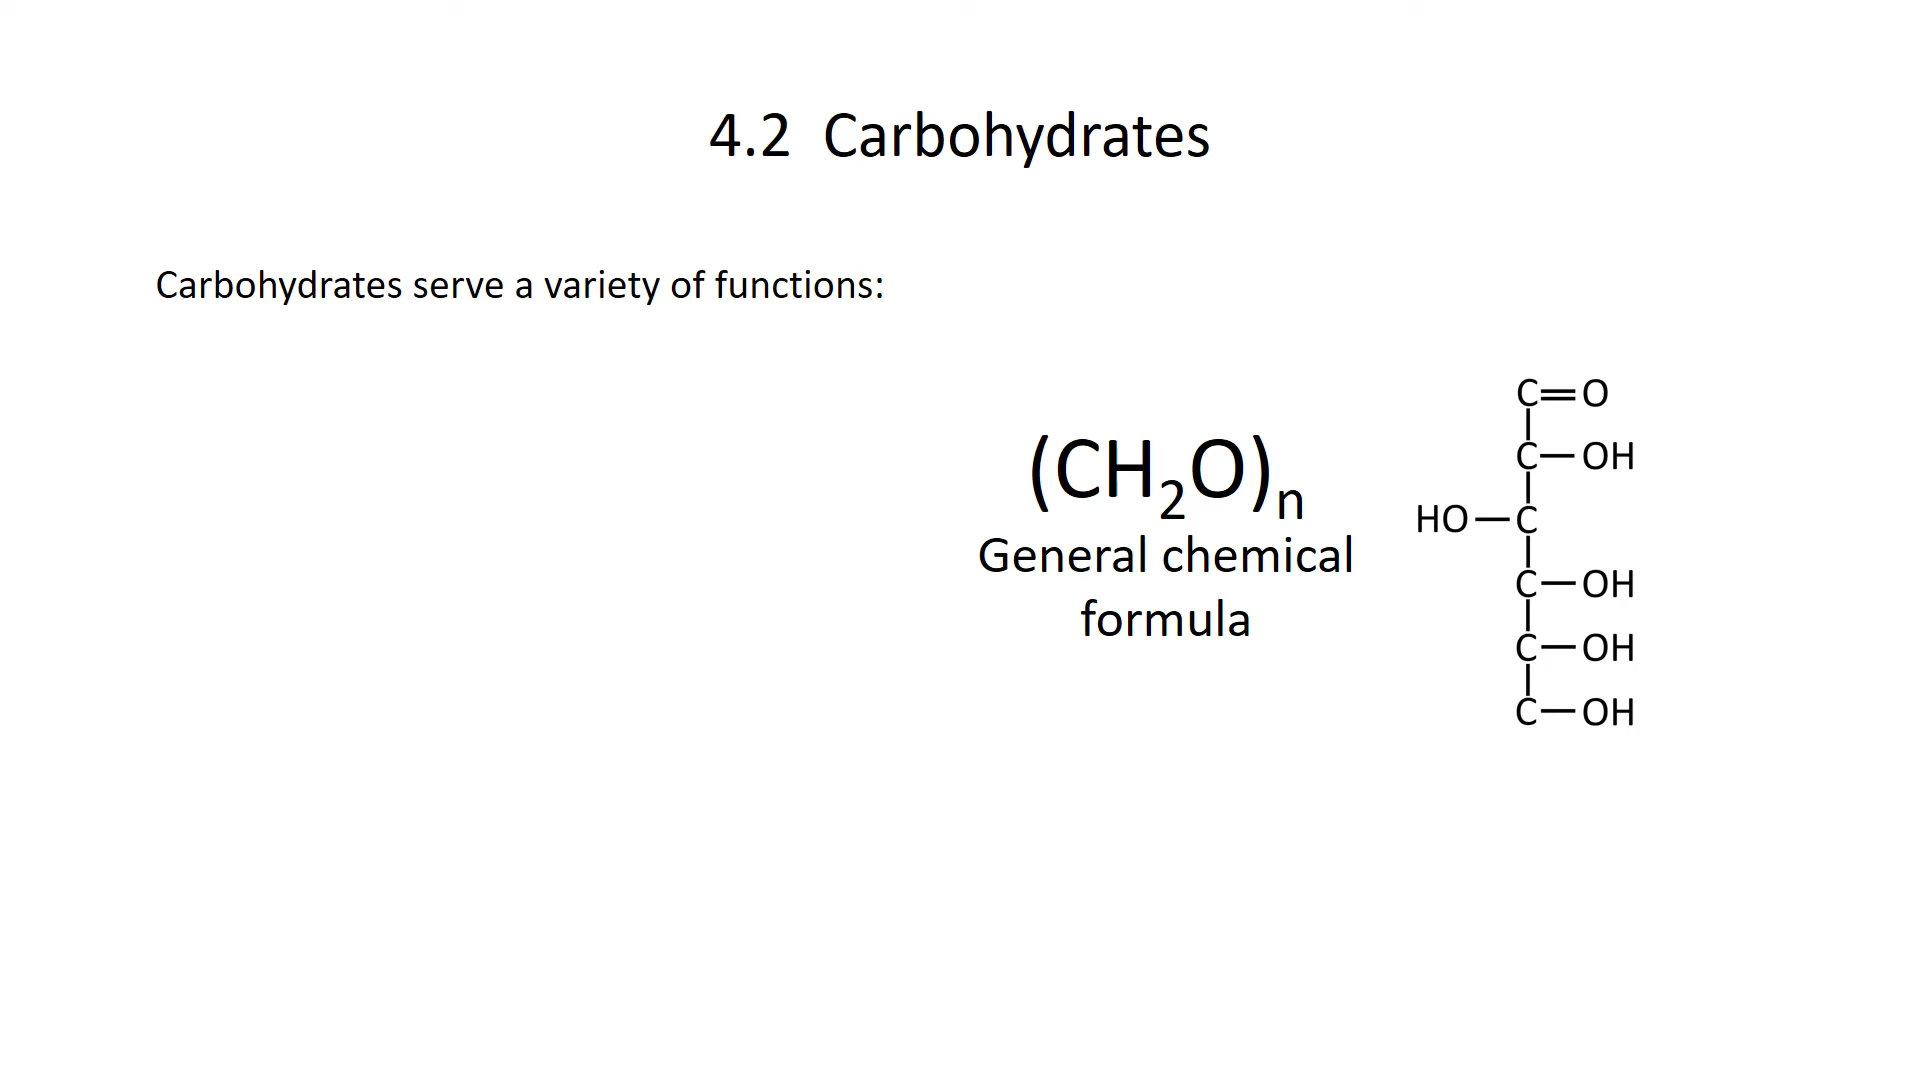 4.2 Carbohydrates
Carbohydrates serve a variety of functions:
(CH₂O)ₙ
General chemical
formula
C=O
C—OH
HO—C
C—OH
C—OH
C—OH